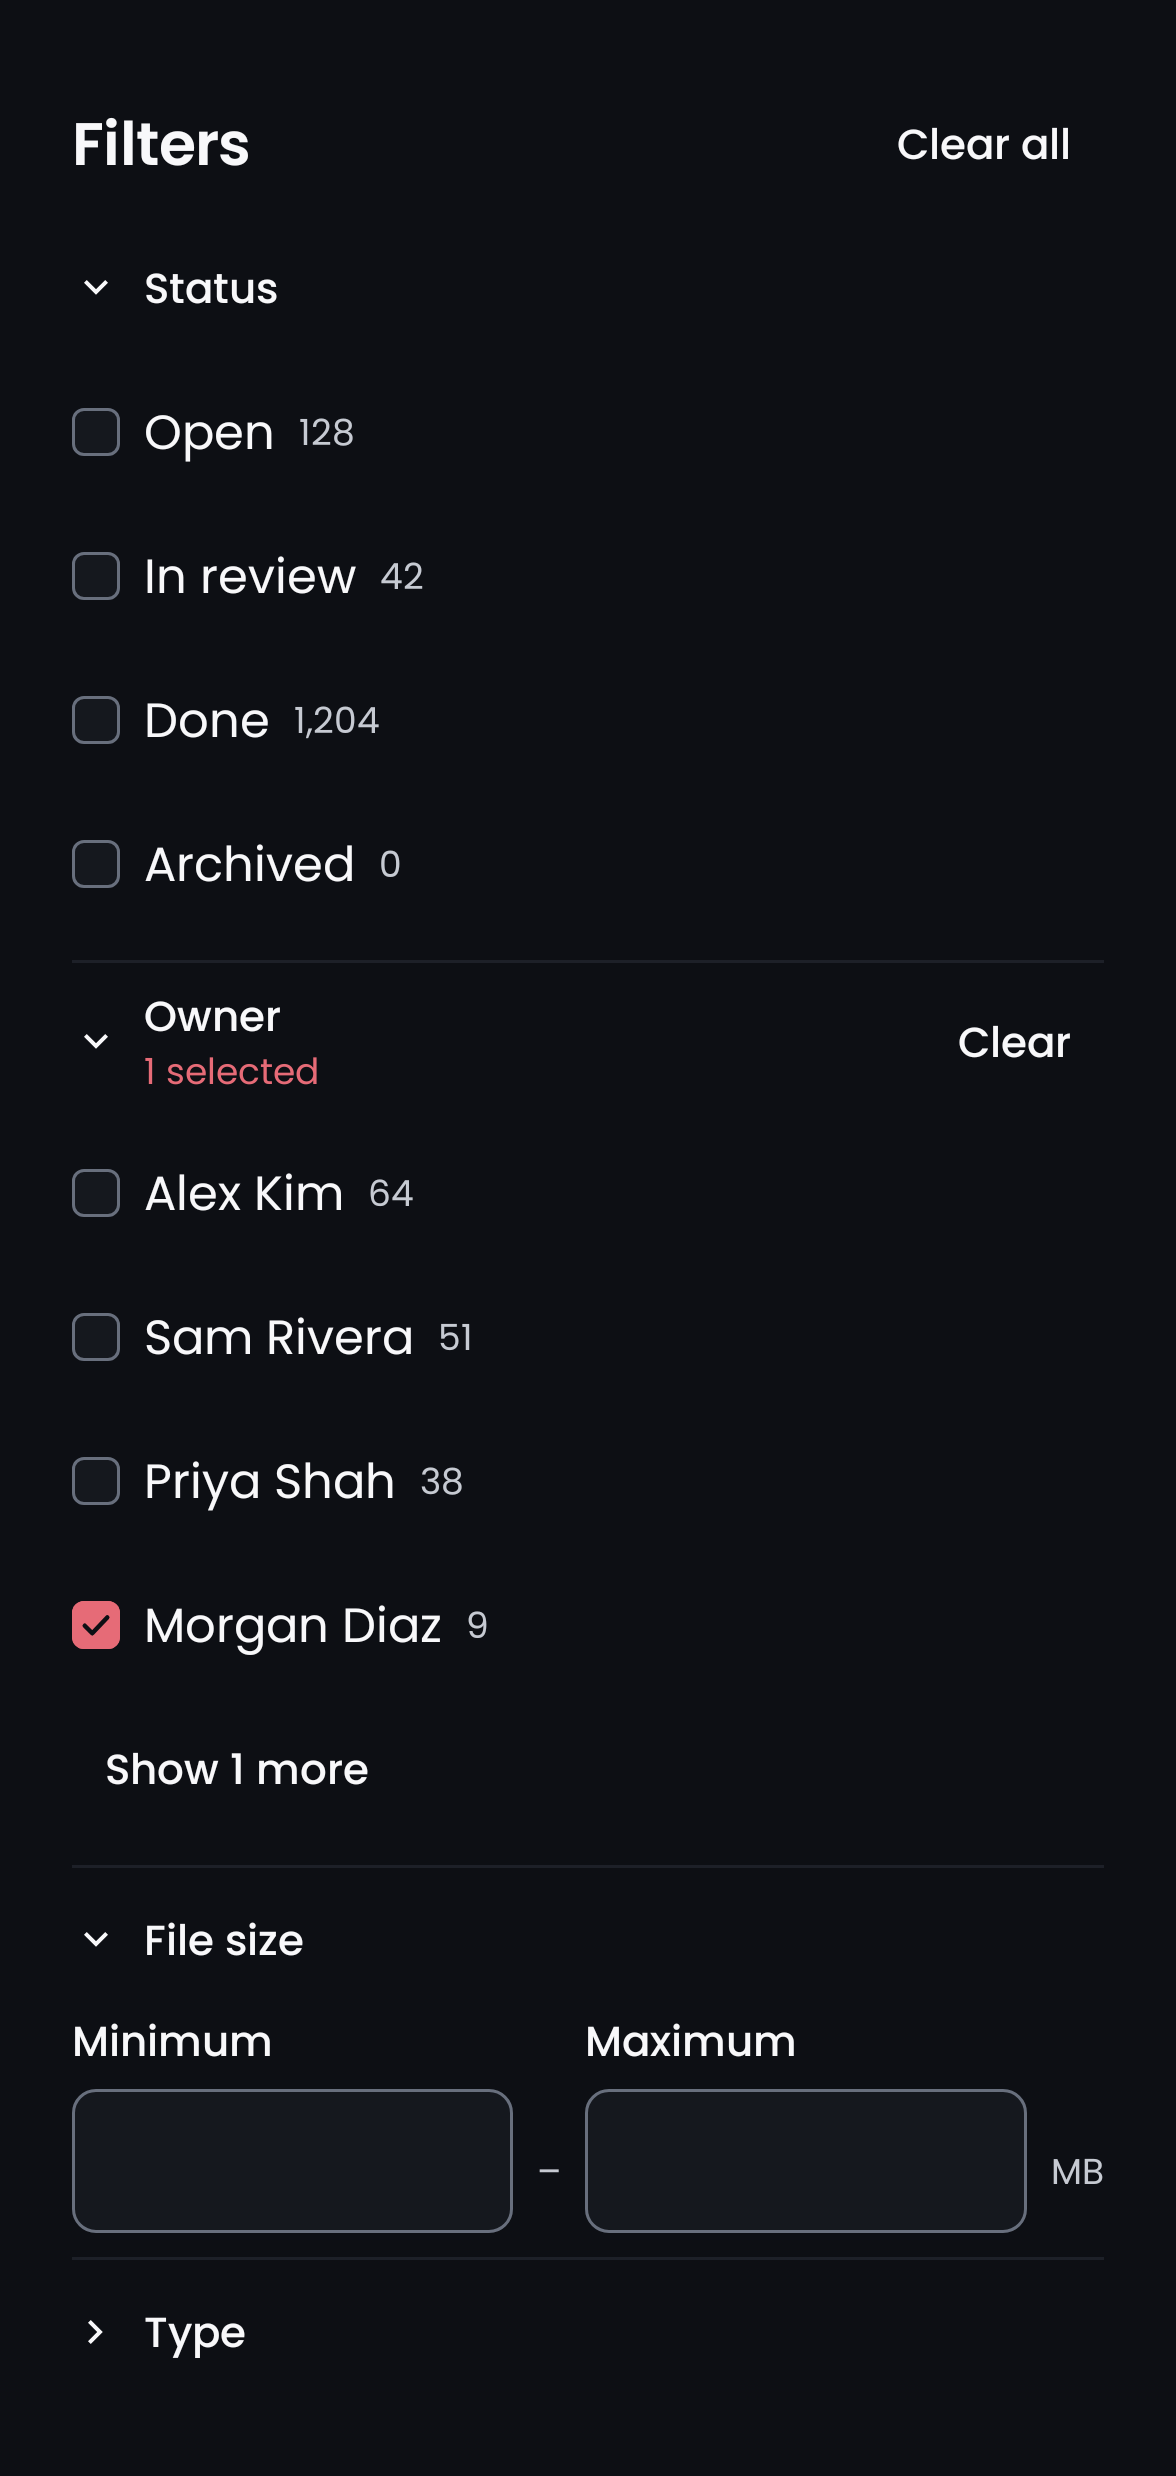 Filters Clear all
Status
Open 128
In review 42
Done 1,204
Archived 0
Owner Clear
1 selected
Alex Kim 64
Sam Rivera 51
Priya Shah 38
Morgan Diaz 9
Show 1 more
File size
Minimum Maximum
– MB
Type